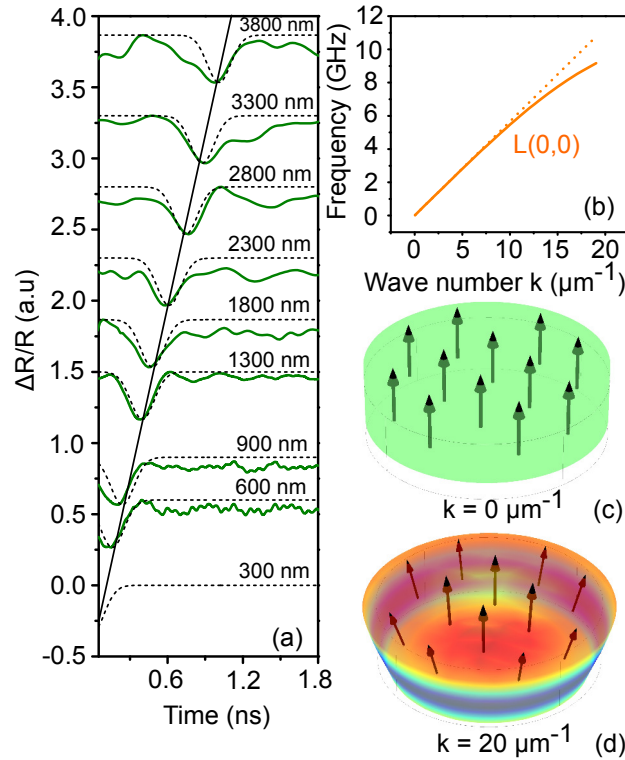 4.0
3.5
3.0
2.5
2.0
1.5
1.0
0.5
0.0
-0.5
ΔR/R (a.u)
3800 nm
3300 nm
2800 nm
2300 nm
1800 nm
1300 nm
900 nm
600 nm
300 nm
(a)
0.6 1.2 1.8
Time (ns)
12
10
8
6
4
2
0
Frequency (GHz)
L(0,0)
(b)
0 5 10 15 20
Wave number k (µm⁻¹)
k = 0 µm⁻¹ (c)
k = 20 µm⁻¹ (d)